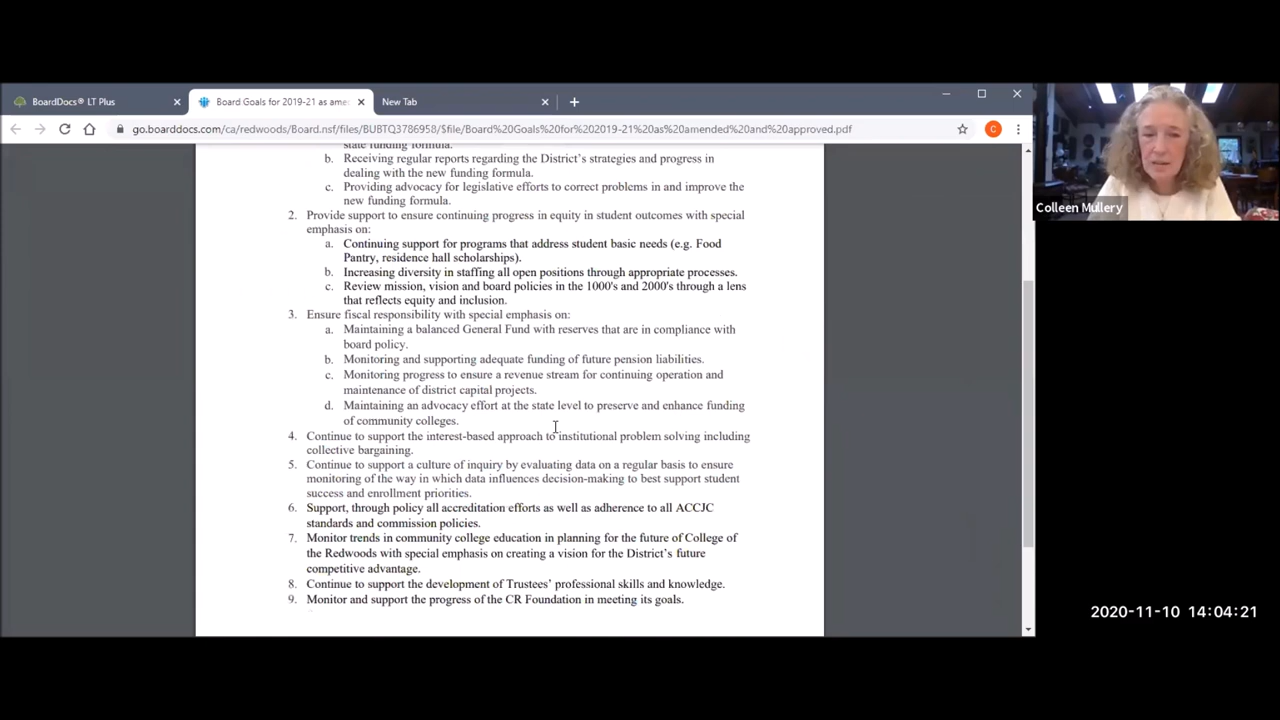 BoardDocs® LT Plus
Board Goals for 2019-21 as ame
New Tab
go.boarddocs.com/ca/redwoods/Board.nsf/files/BUBTQ3786958/$file/Board%20Goals%20for%202019-21%20as%20amended%20and%20approved.pdf
C
Colleen Mullery
state funding formula.
b. Receiving regular reports regarding the District's strategies and progress in
dealing with the new funding formula.
c. Providing advocacy for legislative efforts to correct problems in and improve the
new funding formula.
2. Provide support to ensure continuing progress in equity in student outcomes with special
emphasis on:
a. Continuing support for programs that address student basic needs (e.g. Food
Pantry, residence hall scholarships).
b. Increasing diversity in staffing all open positions through appropriate processes.
c. Review mission, vision and board policies in the 1000's and 2000's through a lens
that reflects equity and inclusion.
3. Ensure fiscal responsibility with special emphasis on:
a. Maintaining a balanced General Fund with reserves that are in compliance with
board policy.
b. Monitoring and supporting adequate funding of future pension liabilities.
c. Monitoring progress to ensure a revenue stream for continuing operation and
maintenance of district capital projects.
d. Maintaining an advocacy effort at the state level to preserve and enhance funding
of community colleges.
4. Continue to support the interest-based approach to institutional problem solving including
collective bargaining.
5. Continue to support a culture of inquiry by evaluating data on a regular basis to ensure
monitoring of the way in which data influences decision-making to best support student
success and enrollment priorities.
6. Support, through policy all accreditation efforts as well as adherence to all ACCJC
standards and commission policies.
7. Monitor trends in community college education in planning for the future of College of
the Redwoods with special emphasis on creating a vision for the District's future
competitive advantage.
8. Continue to support the development of Trustees' professional skills and knowledge.
9. Monitor and support the progress of the CR Foundation in meeting its goals.
2020-11-10 14:04:21